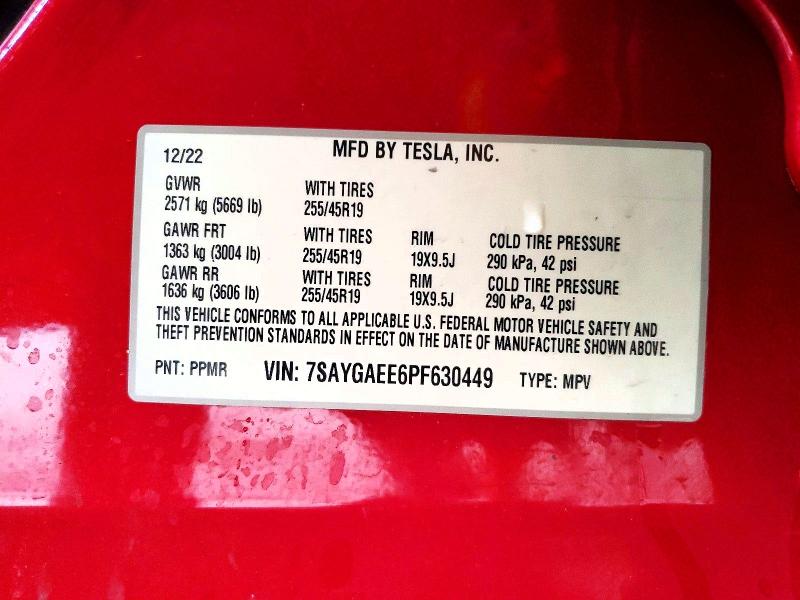 12/22 MFD BY TESLA, INC.
GVWR WITH TIRES
2571 kg (5669 lb) 255/45R19
GAWR FRT WITH TIRES RIM COLD TIRE PRESSURE
1363 kg (3004 lb) 255/45R19 19X9.5J 290 kPa, 42 psi
GAWR RR WITH TIRES RIM COLD TIRE PRESSURE
1636 kg (3606 lb) 255/45R19 19X9.5J 290 kPa, 42 psi
THIS VEHICLE CONFORMS TO ALL APPLICABLE U.S. FEDERAL MOTOR VEHICLE SAFETY AND
THEFT PREVENTION STANDARDS IN EFFECT ON THE DATE OF MANUFACTURE SHOWN ABOVE.
PNT: PPMR VIN: 7SAYGAEE6PF630449 TYPE: MPV